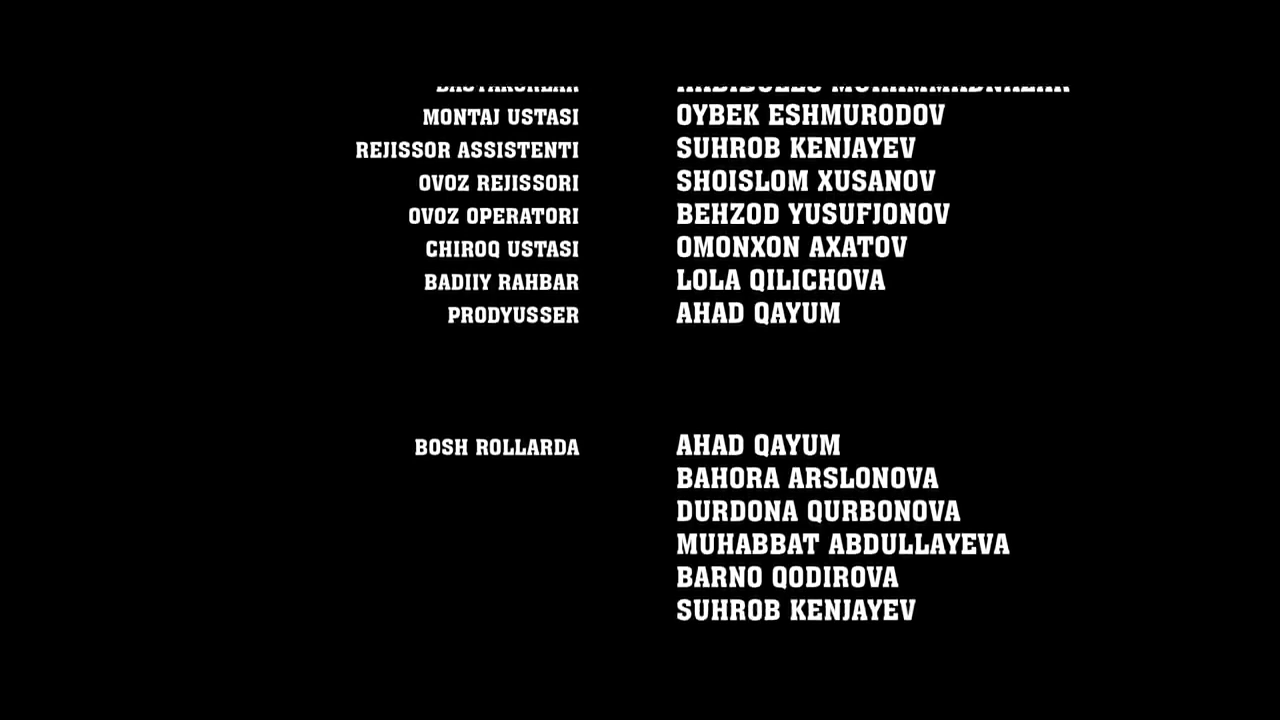 MONTAJ USTASI OYBEK ESHMURODOV
REJISSOR ASSISTENTI SUHROB KENJAYEV
OVOZ REJISSORI SHOISLOM XUSANOV
OVOZ OPERATORI BEHZOD YUSUFJONOV
CHIROQ USTASI OMONXON AXATOV
BADIIY RAHBAR LOLA QILICHOVA
PRODYUSSER AHAD QAYUM
BOSH ROLLARDA AHAD QAYUM
BAHORA ARSLONOVA
DURDONA QURBONOVA
MUHABBAT ABDULLAYEVA
BARNO QODIROVA
SUHROB KENJAYEV